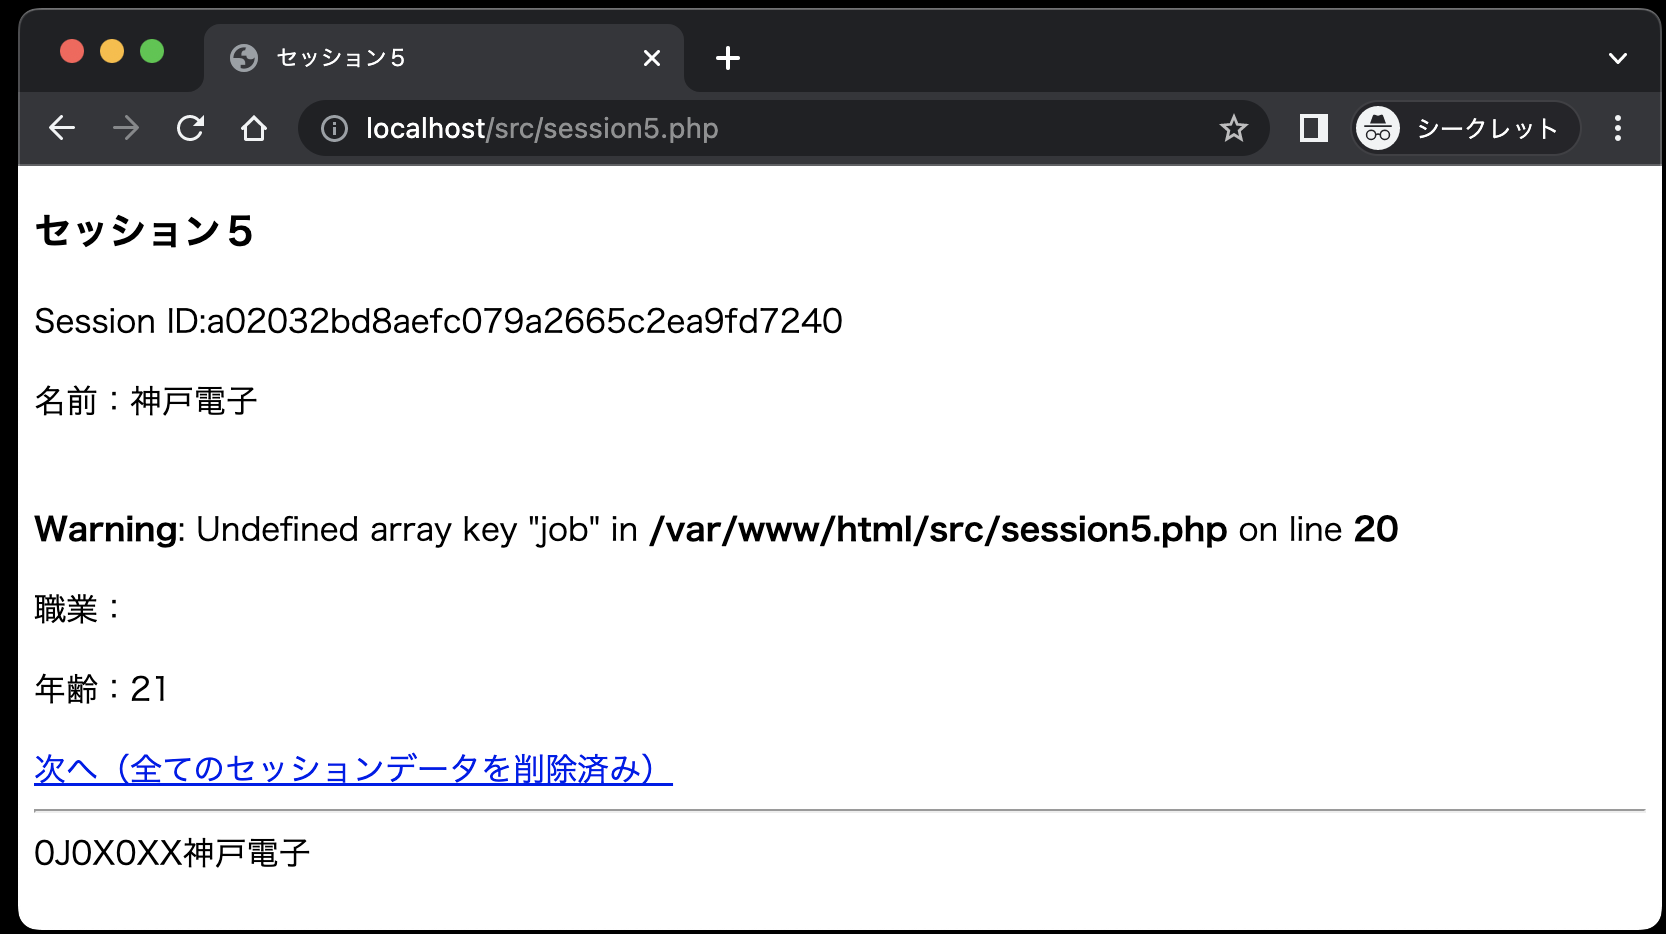 セッション５
localhost/src/session5.php
シークレット
セッション５
Session ID:a02032bd8aefc079a2665c2ea9fd7240
名前：神戸電子
Warning: Undefined array key "job" in /var/www/html/src/session5.php on line 20
職業：
年齢：21
次へ（全てのセッションデータを削除済み）
0J0X0XX神戸電子